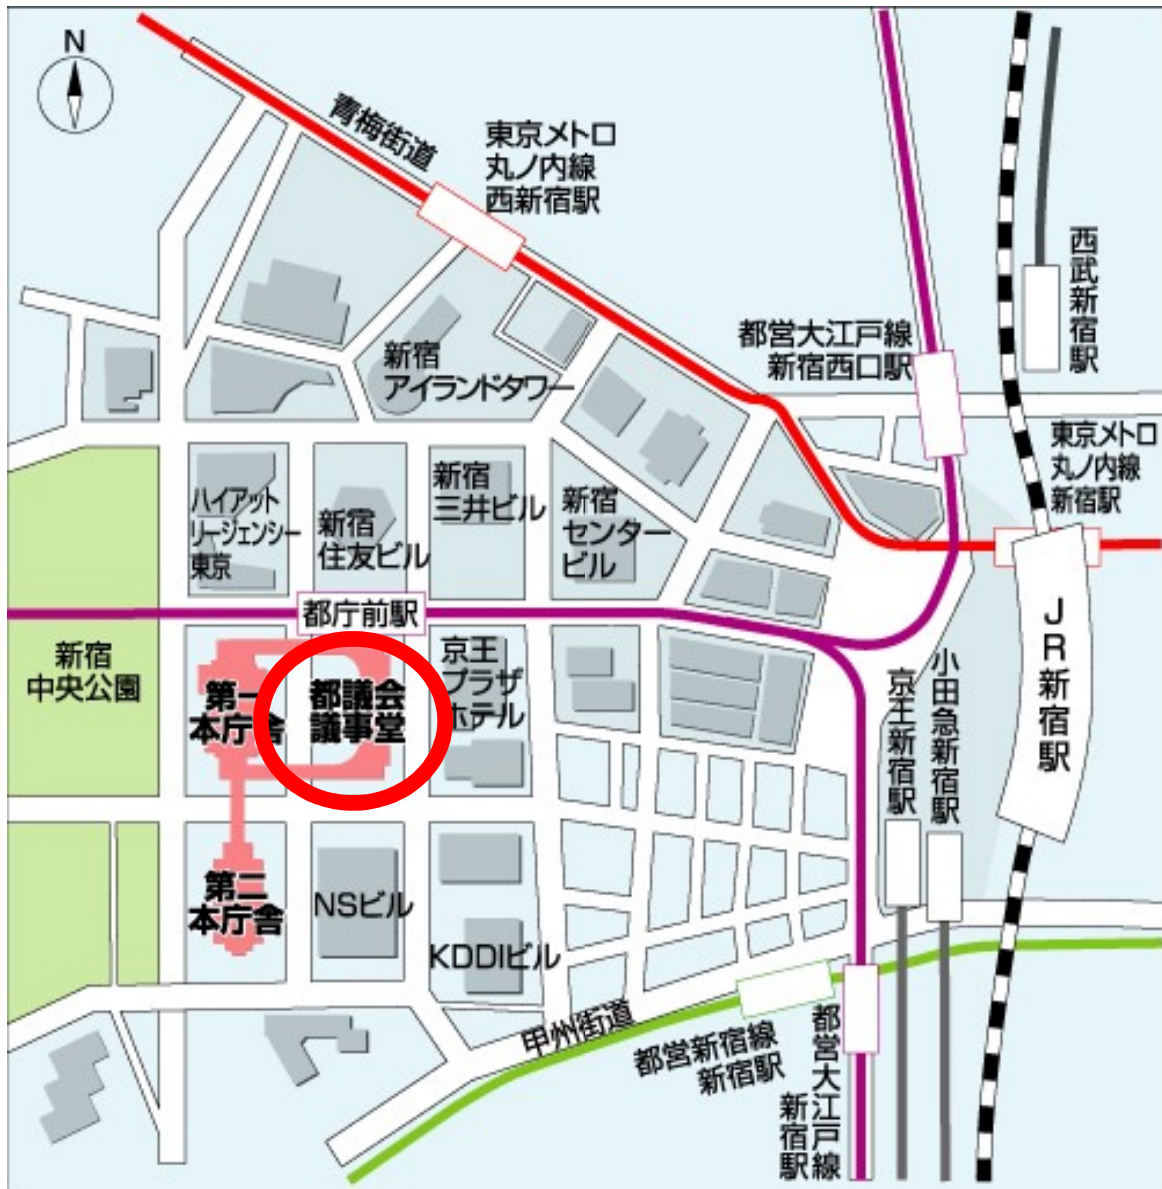 N
青梅街道
東京メトロ
丸ノ内線
西新宿駅
西武新宿駅
都営大江戸線
新宿西口駅
新宿
アイランドタワー
東京メトロ
丸ノ内線
新宿駅
ハイアット
リージェンシー
東京
新宿
住友ビル
新宿
三井ビル
新宿
センター
ビル
都庁前駅
JR新宿駅
新宿
中央公園
第一
本庁舎
都議会
議事堂
京王
プラザ
ホテル
京王新宿駅
小田急新宿駅
第二
本庁舎
NSビル
KDDIビル
甲州街道
都営新宿線
新宿駅
都営大江戸線
新宿駅